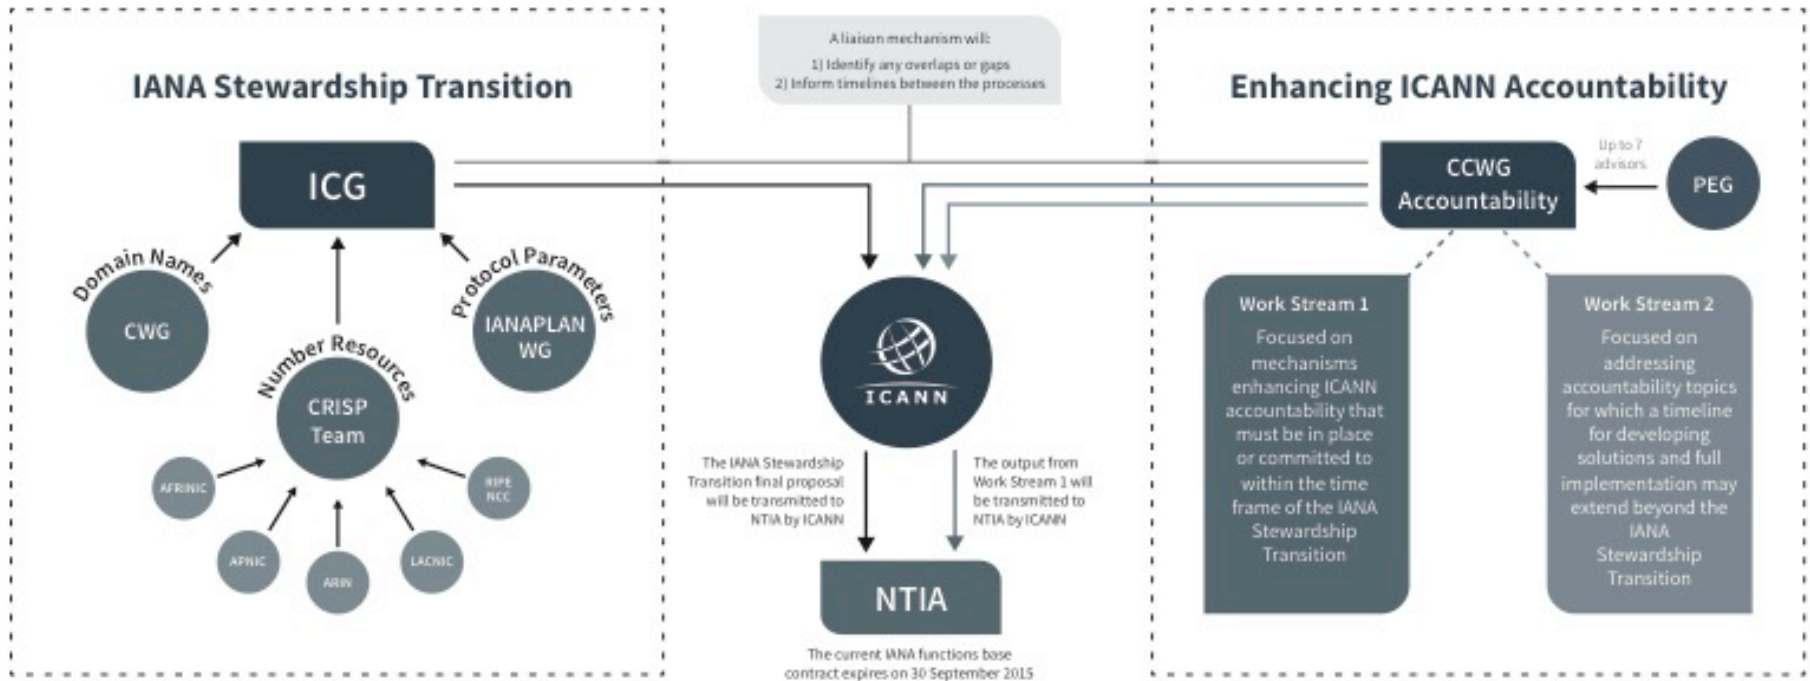 IANA Stewardship Transition
ICG
Domain Names
CWG
Protocol Parameters
IANAPLAN
WG
Number Resources
CRISP
Team
AFRINIC
APNIC
ARIN
LACNIC
RIPE
NCC
A liaison mechanism will:
1) Identify any overlaps or gaps
2) Inform timelines between the processes
ICANN
The IANA Stewardship
Transition final proposal
will be transmitted to
NTIA by ICANN
The output from
Work Stream 1 will
be transmitted to
NTIA by ICANN
NTIA
The current IANA functions base
contract expires on 30 September 2015
Enhancing ICANN Accountability
CCWG
Accountability
Up to 7
advisors
PEG
Work Stream 1
Focused on
mechanisms
enhancing ICANN
accountability that
must be in place
or committed to
within the time
frame of the IANA
Stewardship
Transition
Work Stream 2
Focused on
addressing
accountability topics
for which a timeline
for developing
solutions and full
implementation may
extend beyond the
IANA
Stewardship
Transition